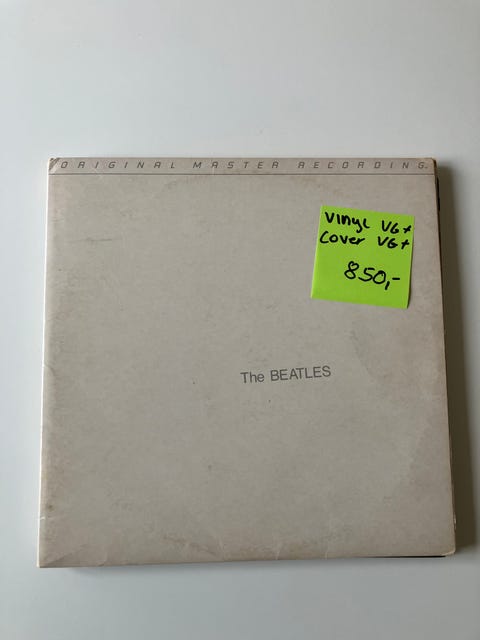 ORIGINAL MASTER RECORDING
Vinyl VG+
Cover VG+
850,-
The BEATLES